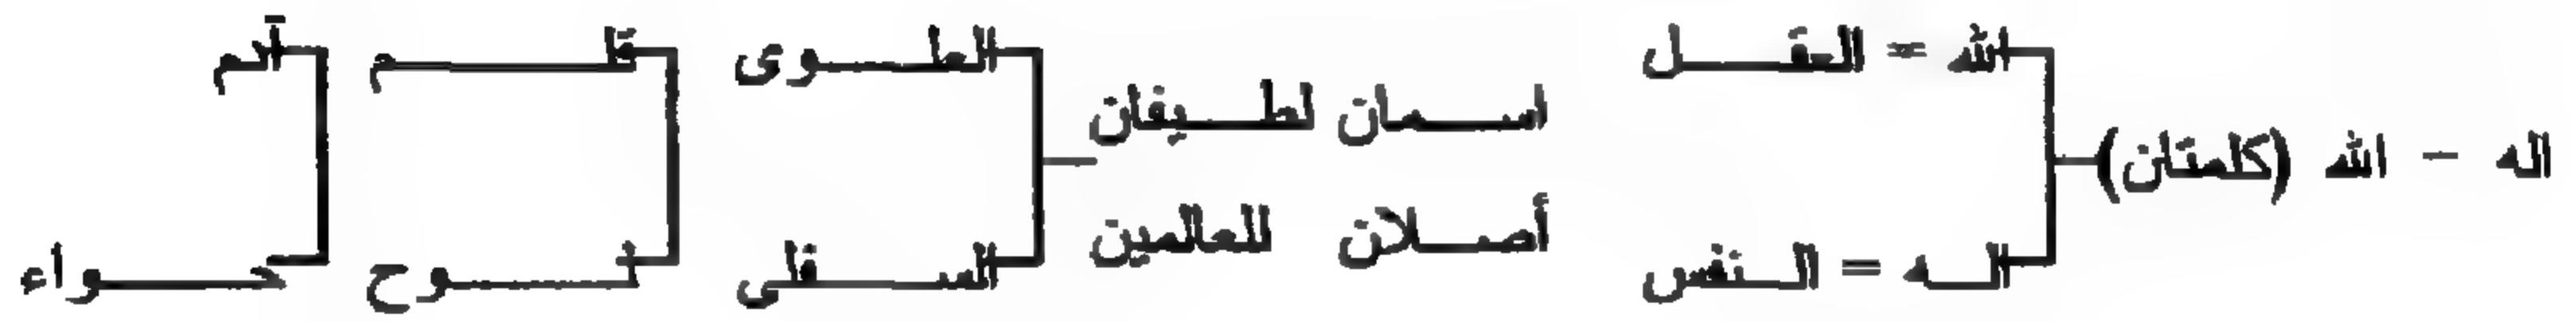 اله - الله (كلمتان)
الله = العقل
اله = النفس
اسمان لطيفان
أصلان للعالمين
العلوى
السفلى
قلم
لوح
آدم
حواء